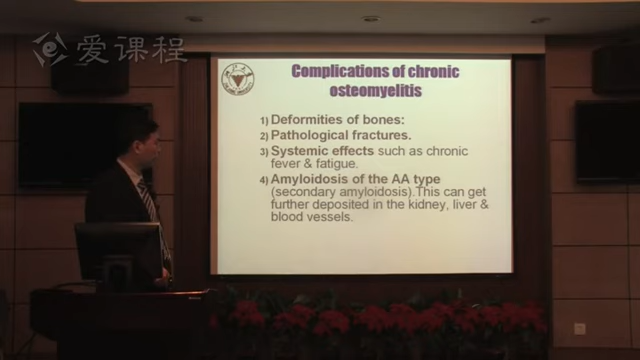 爱课程
Complications of chronic
osteomyelitis
1) Deformities of bones:
2) Pathological fractures.
3) Systemic effects such as chronic
fever & fatigue.
4) Amyloidosis of the AA type
(secondary amyloidosis).This can get
further deposited in the kidney, liver &
blood vessels.